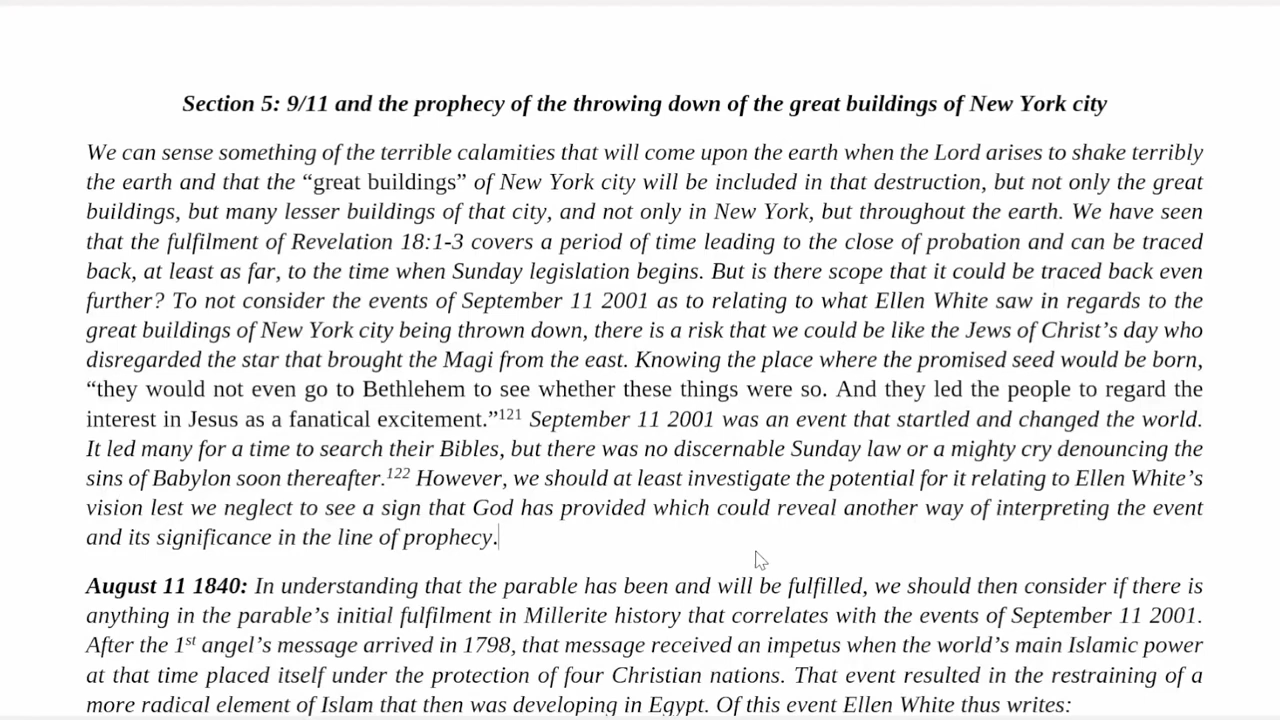 Section 5: 9/11 and the prophecy of the throwing down of the great buildings of New York city
We can sense something of the terrible calamities that will come upon the earth when the Lord arises to shake terribly
the earth and that the “great buildings” of New York city will be included in that destruction, but not only the great
buildings, but many lesser buildings of that city, and not only in New York, but throughout the earth. We have seen
that the fulfilment of Revelation 18:1-3 covers a period of time leading to the close of probation and can be traced
back, at least as far, to the time when Sunday legislation begins. But is there scope that it could be traced back even
further? To not consider the events of September 11 2001 as to relating to what Ellen White saw in regards to the
great buildings of New York city being thrown down, there is a risk that we could be like the Jews of Christ’s day who
disregarded the star that brought the Magi from the east. Knowing the place where the promised seed would be born,
“they would not even go to Bethlehem to see whether these things were so. And they led the people to regard the
interest in Jesus as a fanatical excitement.”121 September 11 2001 was an event that startled and changed the world.
It led many for a time to search their Bibles, but there was no discernable Sunday law or a mighty cry denouncing the
sins of Babylon soon thereafter.122 However, we should at least investigate the potential for it relating to Ellen White’s
vision lest we neglect to see a sign that God has provided which could reveal another way of interpreting the event
and its significance in the line of prophecy.
August 11 1840: In understanding that the parable has been and will be fulfilled, we should then consider if there is
anything in the parable’s initial fulfilment in Millerite history that correlates with the events of September 11 2001.
After the 1st angel’s message arrived in 1798, that message received an impetus when the world’s main Islamic power
at that time placed itself under the protection of four Christian nations. That event resulted in the restraining of a
more radical element of Islam that then was developing in Egypt. Of this event Ellen White thus writes: